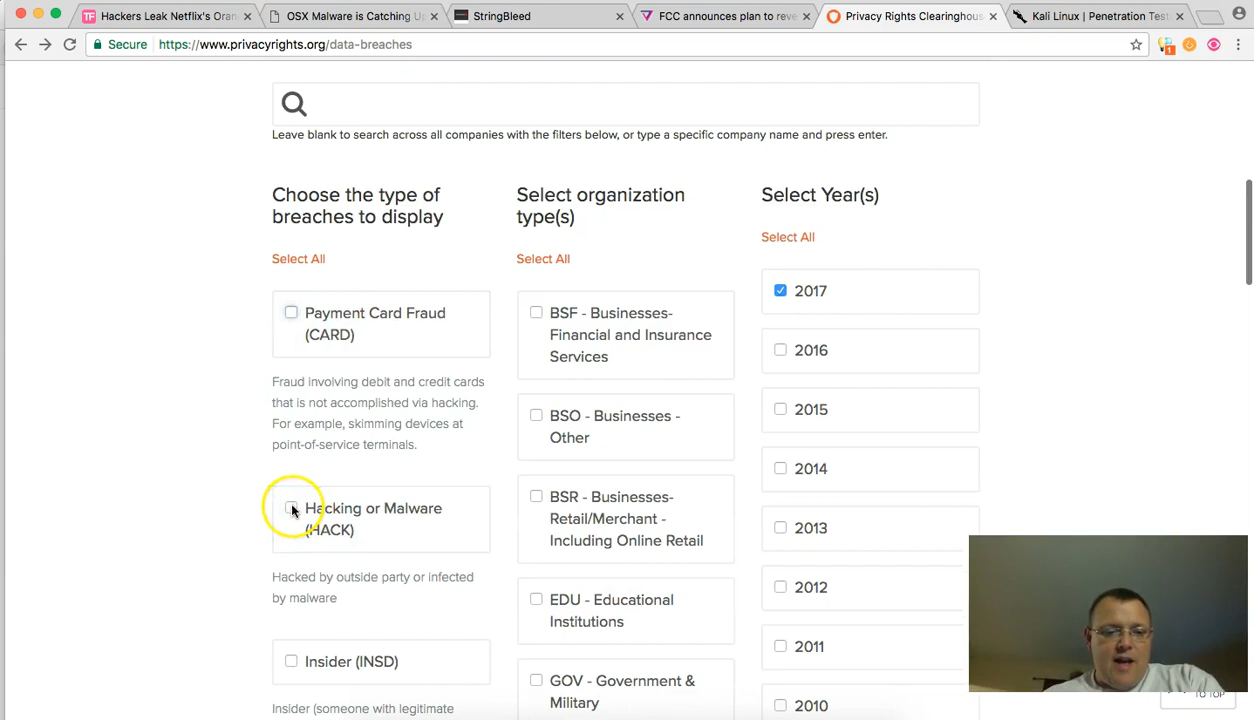 Hackers Leak Netflix's Oran
OSX Malware is Catching Up
StringBleed
FCC announces plan to reve
Privacy Rights Clearinghous
Kali Linux | Penetration Test
Secure
https://www.privacyrights.org/data-breaches
1
Leave blank to search across all companies with the filters below, or type a specific company name and press enter.
Choose the type of
breaches to display
Select All
Payment Card Fraud
(CARD)
Fraud involving debit and credit cards
that is not accomplished via hacking.
For example, skimming devices at
point-of-service terminals.
Hacking or Malware
(HACK)
Hacked by outside party or infected
by malware
Insider (INSD)
Insider (someone with legitimate
Select organization
type(s)
Select All
BSF - Businesses-
Financial and Insurance
Services
BSO - Businesses -
Other
BSR - Businesses-
Retail/Merchant -
Including Online Retail
EDU - Educational
Institutions
GOV - Government &
Military
Select Year(s)
Select All
2017
2016
2015
2014
2013
2012
2011
2010
TO TOP